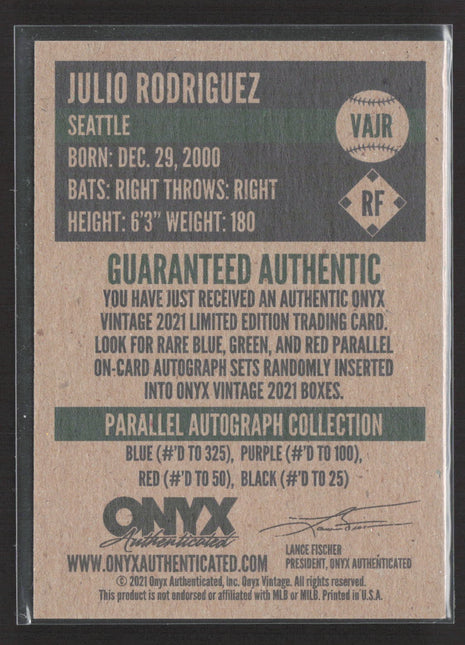 JULIO RODRIGUEZ
SEATTLE
VAJR
BORN: DEC. 29, 2000
BATS: RIGHT THROWS: RIGHT
RF
HEIGHT: 6'3" WEIGHT: 180
GUARANTEED AUTHENTIC
YOU HAVE JUST RECEIVED AN AUTHENTIC ONYX
VINTAGE 2021 LIMITED EDITION TRADING CARD.
LOOK FOR RARE BLUE, GREEN, AND RED PARALLEL
ON-CARD AUTOGRAPH SETS RANDOMLY INSERTED
INTO ONYX VINTAGE 2021 BOXES.
PARALLEL AUTOGRAPH COLLECTION
BLUE (#'D TO 325), PURPLE (#'D TO 100),
RED (#'D TO 50), BLACK (#'D TO 25)
ONYX
Authenticated
WWW.ONYXAUTHENTICATED.COM
LANCE FISCHER
PRESIDENT, ONYX AUTHENTICATED
© 2021 Onyx Authenticated, Inc. Onyx Vintage. All rights reserved.
This product is not endorsed or affiliated with MLB or MILB. Printed in U.S.A.